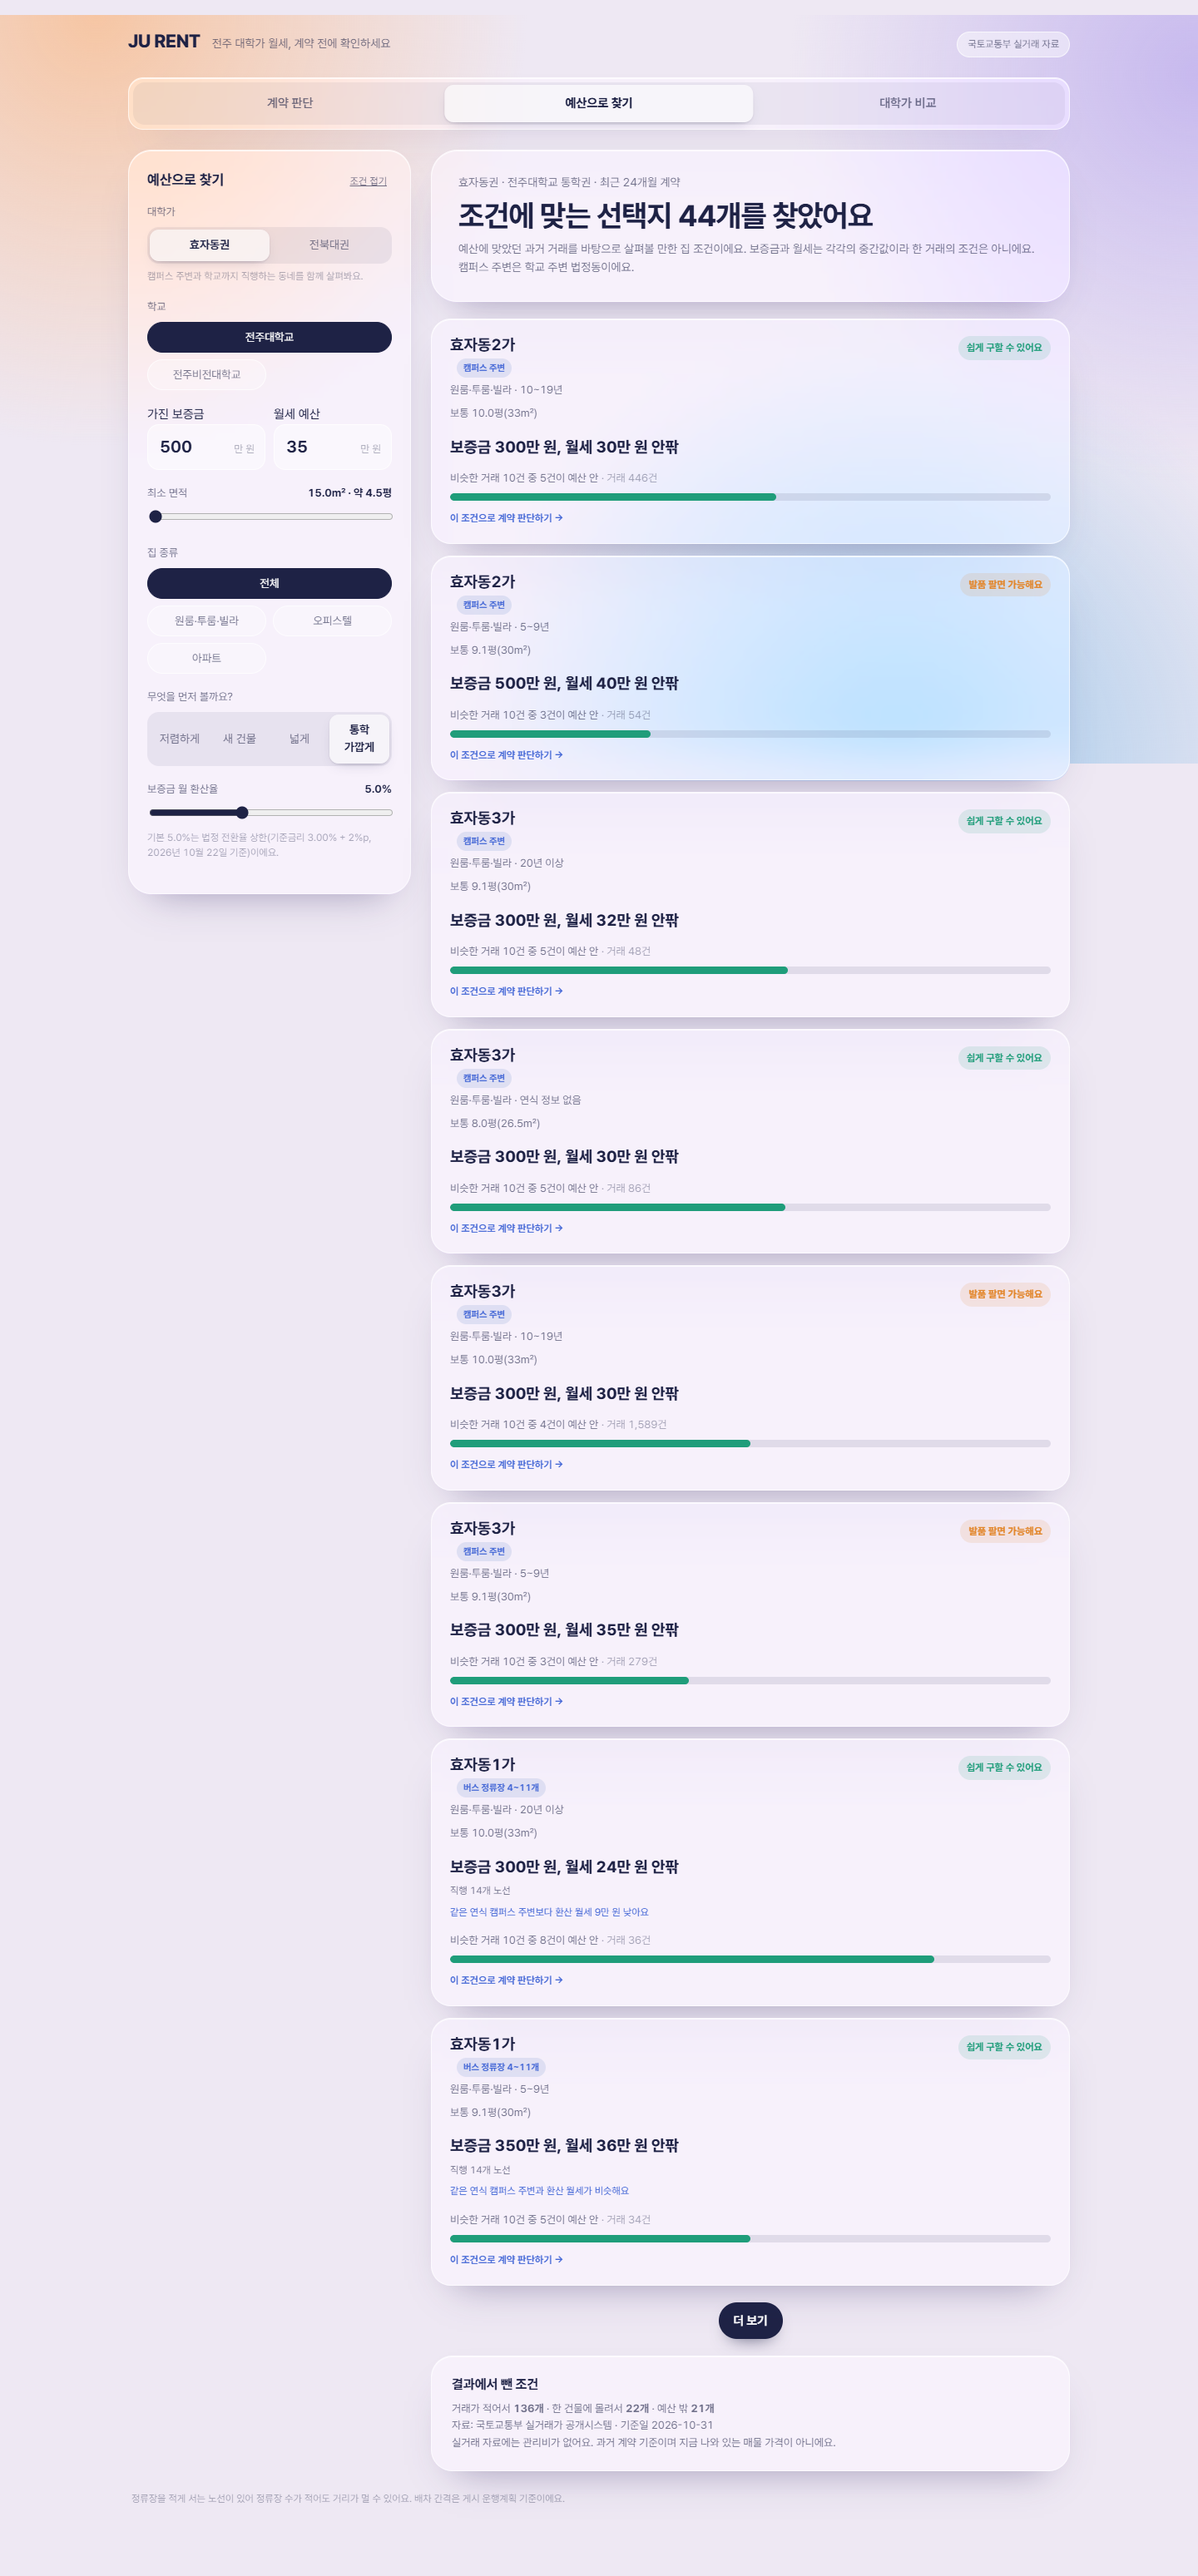 JU RENT 전주 대학가 월세, 계약 전에 확인하세요
국토교통부 실거래 자료
계약 판단
예산으로 찾기
대학가 비교
예산으로 찾기
조건 접기
대학가
효자동권
전북대권
캠퍼스 주변과 학교까지 직행하는 동네를 함께 살펴봐요.
학교
전주대학교
전주비전대학교
가진 보증금
월세 예산
500 만 원
35 만 원
최소 면적
15.0m² · 약 4.5평
집 종류
전체
원룸·투룸·빌라
오피스텔
아파트
무엇을 먼저 볼까요?
저렴하게
새 건물
넓게
통학
가깝게
보증금 월 환산율
5.0%
기본 5.0%는 법정 전환율 상한(기준금리 3.00% + 2%p,
2026년 10월 22일 기준)이에요.
효자동권 · 전주대학교 통학권 · 최근 24개월 계약
조건에 맞는 선택지 44개를 찾았어요
예산에 맞았던 과거 거래를 바탕으로 살펴볼 만한 집 조건이에요. 보증금과 월세는 각각의 중간값이라 한 거래의 조건은 아니에요.
캠퍼스 주변은 학교 주변 법정동이에요.
효자동2가
쉽게 구할 수 있어요
캠퍼스 주변
원룸·투룸·빌라 · 10~19년
보통 10.0평(33m²)
보증금 300만 원, 월세 30만 원 안팎
비슷한 거래 10건 중 5건이 예산 안 · 거래 446건
이 조건으로 계약 판단하기 →
효자동2가
발품 팔면 가능해요
캠퍼스 주변
원룸·투룸·빌라 · 5~9년
보통 9.1평(30m²)
보증금 500만 원, 월세 40만 원 안팎
비슷한 거래 10건 중 3건이 예산 안 · 거래 54건
이 조건으로 계약 판단하기 →
효자동3가
쉽게 구할 수 있어요
캠퍼스 주변
원룸·투룸·빌라 · 20년 이상
보통 9.1평(30m²)
보증금 300만 원, 월세 32만 원 안팎
비슷한 거래 10건 중 5건이 예산 안 · 거래 48건
이 조건으로 계약 판단하기 →
효자동3가
쉽게 구할 수 있어요
캠퍼스 주변
원룸·투룸·빌라 · 연식 정보 없음
보통 8.0평(26.5m²)
보증금 300만 원, 월세 30만 원 안팎
비슷한 거래 10건 중 5건이 예산 안 · 거래 86건
이 조건으로 계약 판단하기 →
효자동3가
발품 팔면 가능해요
캠퍼스 주변
원룸·투룸·빌라 · 10~19년
보통 10.0평(33m²)
보증금 300만 원, 월세 30만 원 안팎
비슷한 거래 10건 중 4건이 예산 안 · 거래 1,589건
이 조건으로 계약 판단하기 →
효자동3가
발품 팔면 가능해요
캠퍼스 주변
원룸·투룸·빌라 · 5~9년
보통 9.1평(30m²)
보증금 300만 원, 월세 35만 원 안팎
비슷한 거래 10건 중 3건이 예산 안 · 거래 279건
이 조건으로 계약 판단하기 →
효자동1가
쉽게 구할 수 있어요
버스 정류장 4~11개
원룸·투룸·빌라 · 20년 이상
보통 10.0평(33m²)
보증금 300만 원, 월세 24만 원 안팎
직행 14개 노선
같은 연식 캠퍼스 주변보다 환산 월세 9만 원 낮아요
비슷한 거래 10건 중 8건이 예산 안 · 거래 36건
이 조건으로 계약 판단하기 →
효자동1가
쉽게 구할 수 있어요
버스 정류장 4~11개
원룸·투룸·빌라 · 5~9년
보통 9.1평(30m²)
보증금 350만 원, 월세 36만 원 안팎
직행 14개 노선
같은 연식 캠퍼스 주변과 환산 월세가 비슷해요
비슷한 거래 10건 중 5건이 예산 안 · 거래 34건
이 조건으로 계약 판단하기 →
더 보기
결과에서 뺀 조건
거래가 적어서 136개 · 한 건물에 몰려서 22개 · 예산 밖 21개
자료: 국토교통부 실거래가 공개시스템 · 기준일 2026-10-31
실거래 자료에는 관리비가 없어요. 과거 계약 기준이며 지금 나와 있는 매물 가격이 아니에요.
정류장을 적게 서는 노선이 있어 정류장 수가 적어도 거리가 멀 수 있어요. 배차 간격은 게시 운행계획 기준이에요.